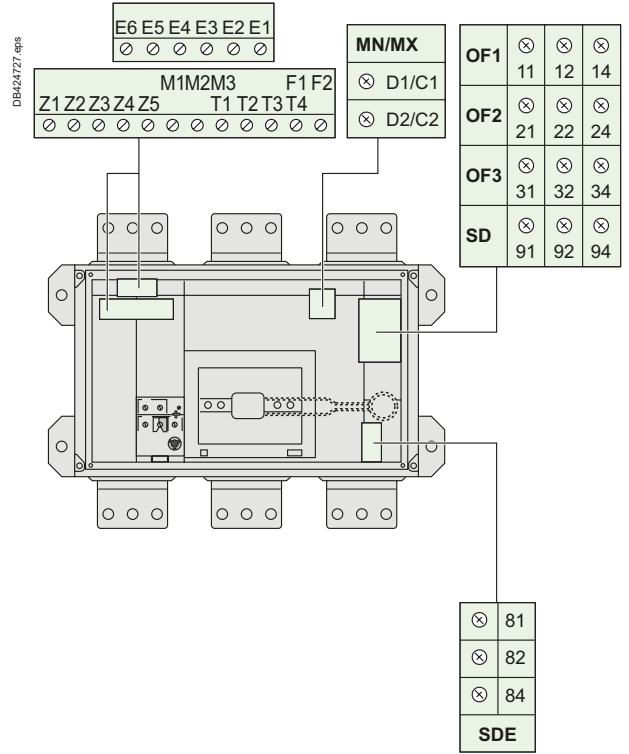 DB424727.eps
E6 E5 E4 E3 E2 E1
M1M2M3 F1 F2
Z1 Z2 Z3 Z4 Z5 T1 T2 T3 T4
MN/MX
D1/C1
D2/C2
OF1
11 12 14
OF2
21 22 24
OF3
31 32 34
SD
91 92 94
81
82
84
SDE